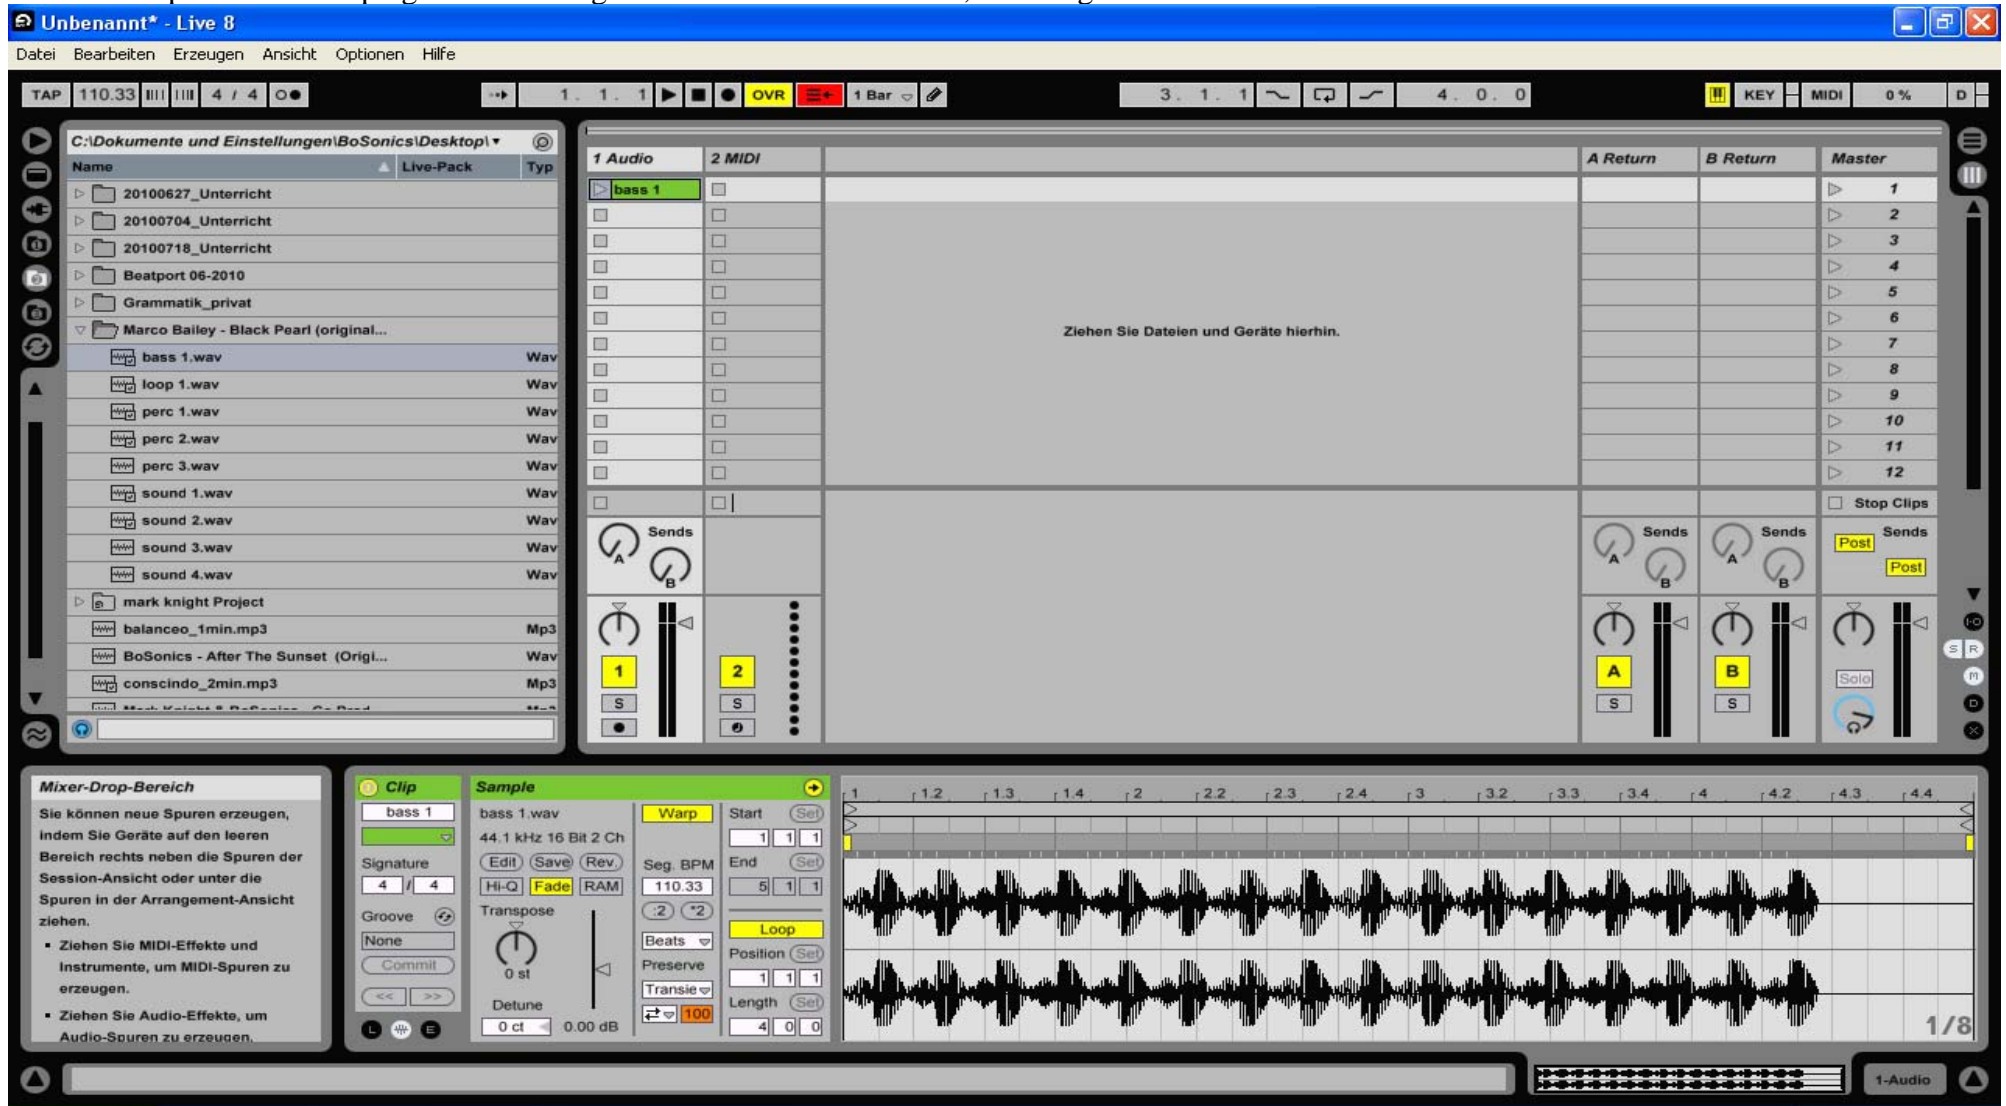 Unbenannt* - Live 8
Datei Bearbeiten Erzeugen Ansicht Optionen Hilfe
TAP 110.33 4 / 4 1. 1. 1 OVR 1 Bar 3. 1. 1 4. 0. 0 KEY MIDI 0 % D
C:\Dokumente und Einstellungen\BoSonics\Desktop\
Name Live-Pack Typ
20100627_Unterricht
20100704_Unterricht
20100718_Unterricht
Beatport 06-2010
Grammatik_privat
Marco Bailey - Black Pearl (original...
bass 1.wav Wav
loop 1.wav Wav
perc 1.wav Wav
perc 2.wav Wav
perc 3.wav Wav
sound 1.wav Wav
sound 2.wav Wav
sound 3.wav Wav
sound 4.wav Wav
mark knight Project
balanceo_1min.mp3 Mp3
BoSonics - After The Sunset (Origi... Wav
conscindo_2min.mp3 Mp3
1 Audio 2 MIDI A Return B Return Master
bass 1 1
2
3
4
5
6
Ziehen Sie Dateien und Geräte hierhin.
7
8
9
10
11
12
Stop Clips
Sends A B Sends A B Sends A B Sends Post Post
1 2 A B Solo
S S S S
I·O
S R
M
D
X
Mixer-Drop-Bereich
Sie können neue Spuren erzeugen,
indem Sie Geräte auf den leeren
Bereich rechts neben die Spuren der
Session-Ansicht oder unter die
Spuren in der Arrangement-Ansicht
ziehen.
▪ Ziehen Sie MIDI-Effekte und
Instrumente, um MIDI-Spuren zu
erzeugen.
▪ Ziehen Sie Audio-Effekte, um
Audio-Spuren zu erzeugen.
Clip
bass 1
Signature
4 / 4
Groove
None
Commit
<< >>
L E
Sample
bass 1.wav
44.1 kHz 16 Bit 2 Ch
Edit Save Rev.
Hi-Q Fade RAM
Transpose
0 st
Detune
0 ct 0.00 dB
Warp
Seg. BPM
110.33
:2 *2
Beats
Preserve
Transie
100
Start Set
1 1 1
End Set
5 1 1
Loop
Position Set
1 1 1
Length Set
4 0 0
1 1.2 1.3 1.4 2 2.2 2.3 2.4 3 3.2 3.3 3.4 4 4.2 4.3 4.4
1/8
1-Audio